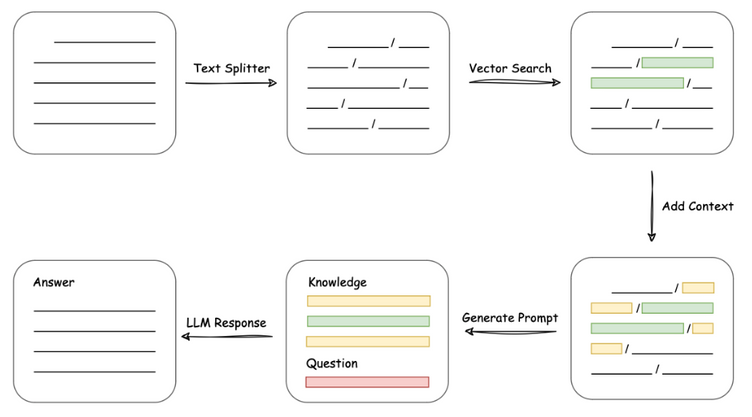 Text Splitter
Vector Search
Add Context
Generate Prompt
Knowledge
Question
LLM Response
Answer